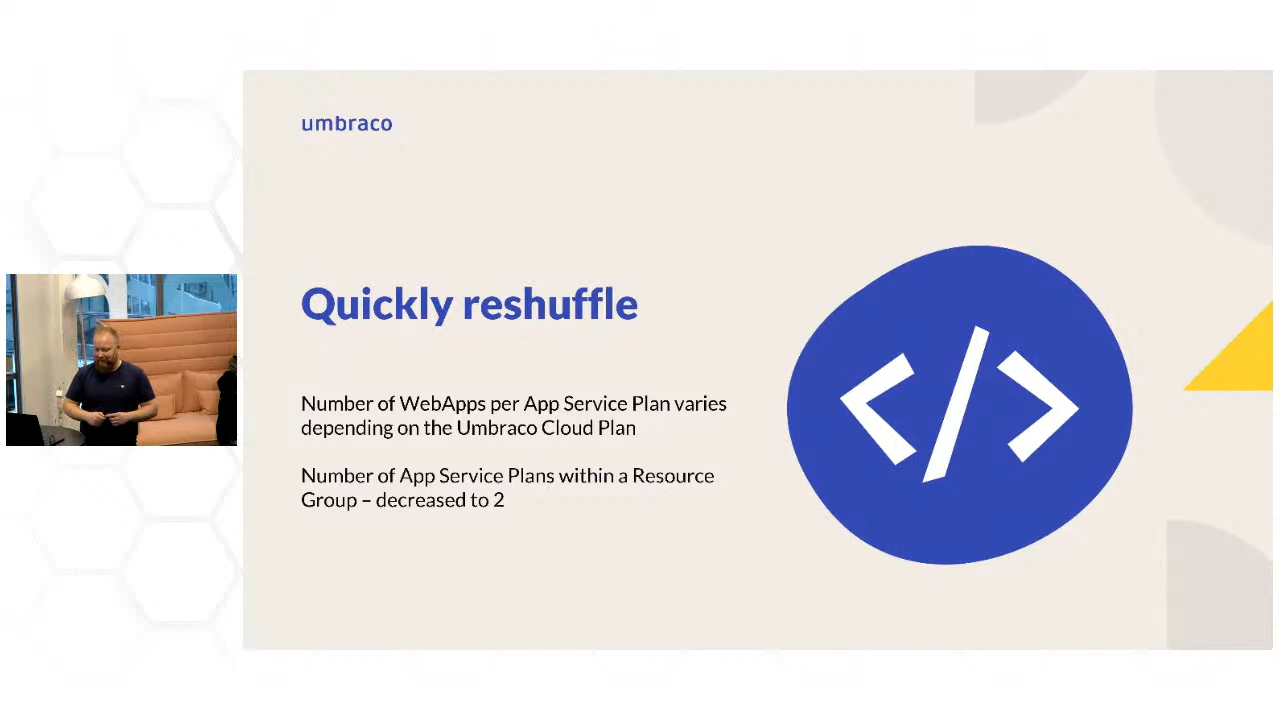 umbraco
Quickly reshuffle
Number of WebApps per App Service Plan varies
depending on the Umbraco Cloud Plan
Number of App Service Plans within a Resource
Group – decreased to 2